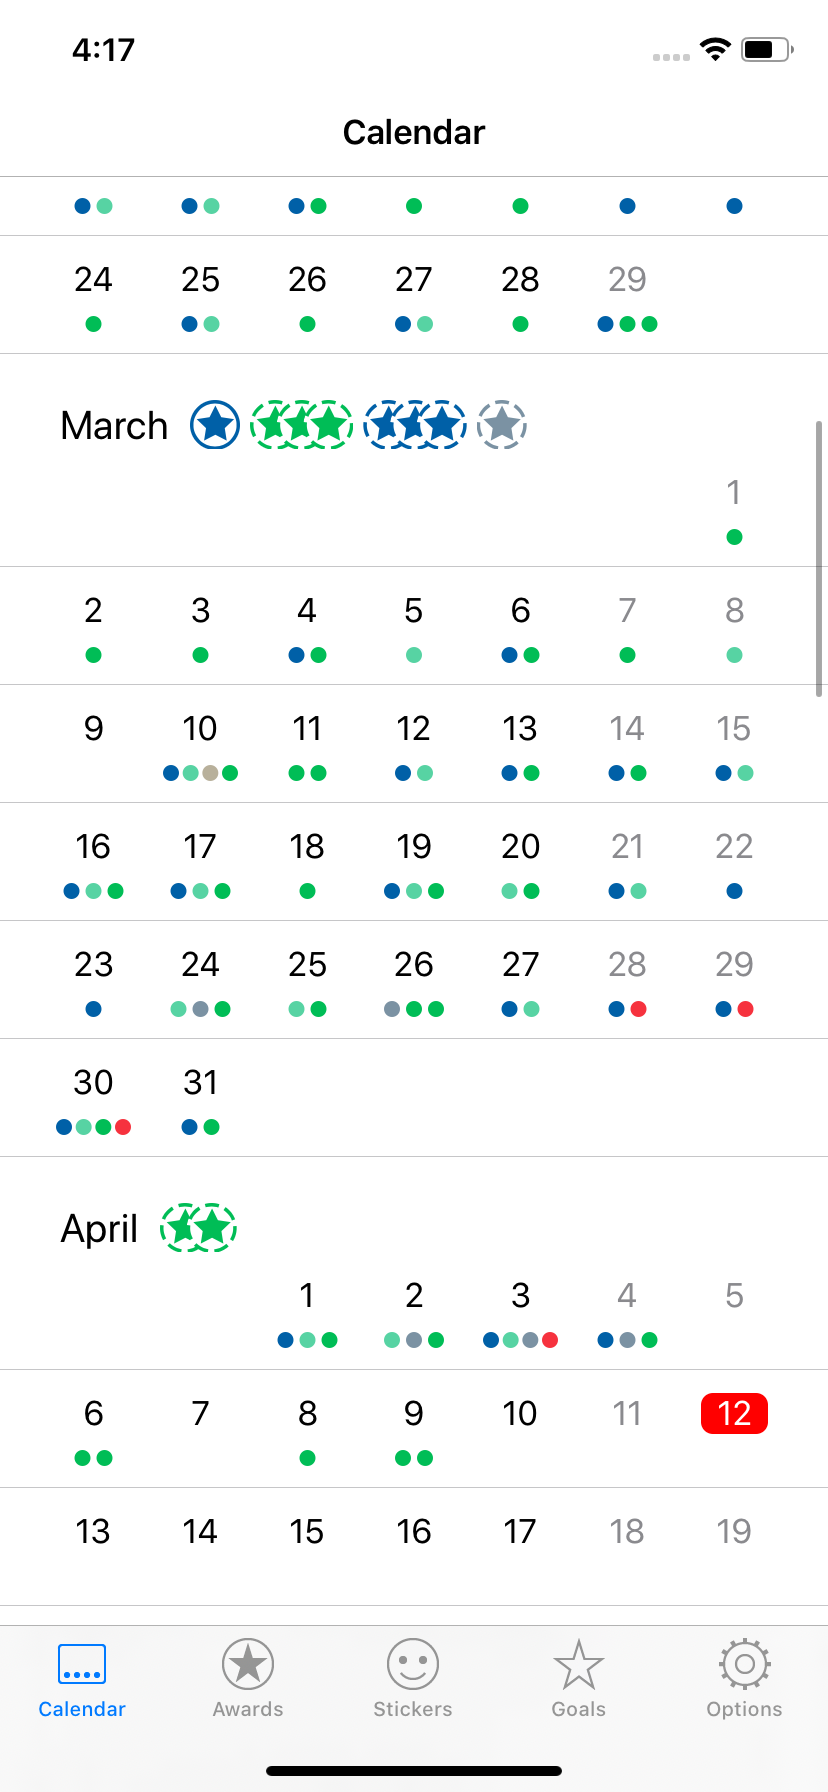 4:17
Calendar
24 25 26 27 28 29
March
1
2 3 4 5 6 7 8
9 10 11 12 13 14 15
16 17 18 19 20 21 22
23 24 25 26 27 28 29
30 31
April
1 2 3 4 5
6 7 8 9 10 11 12
13 14 15 16 17 18 19
Calendar Awards Stickers Goals Options